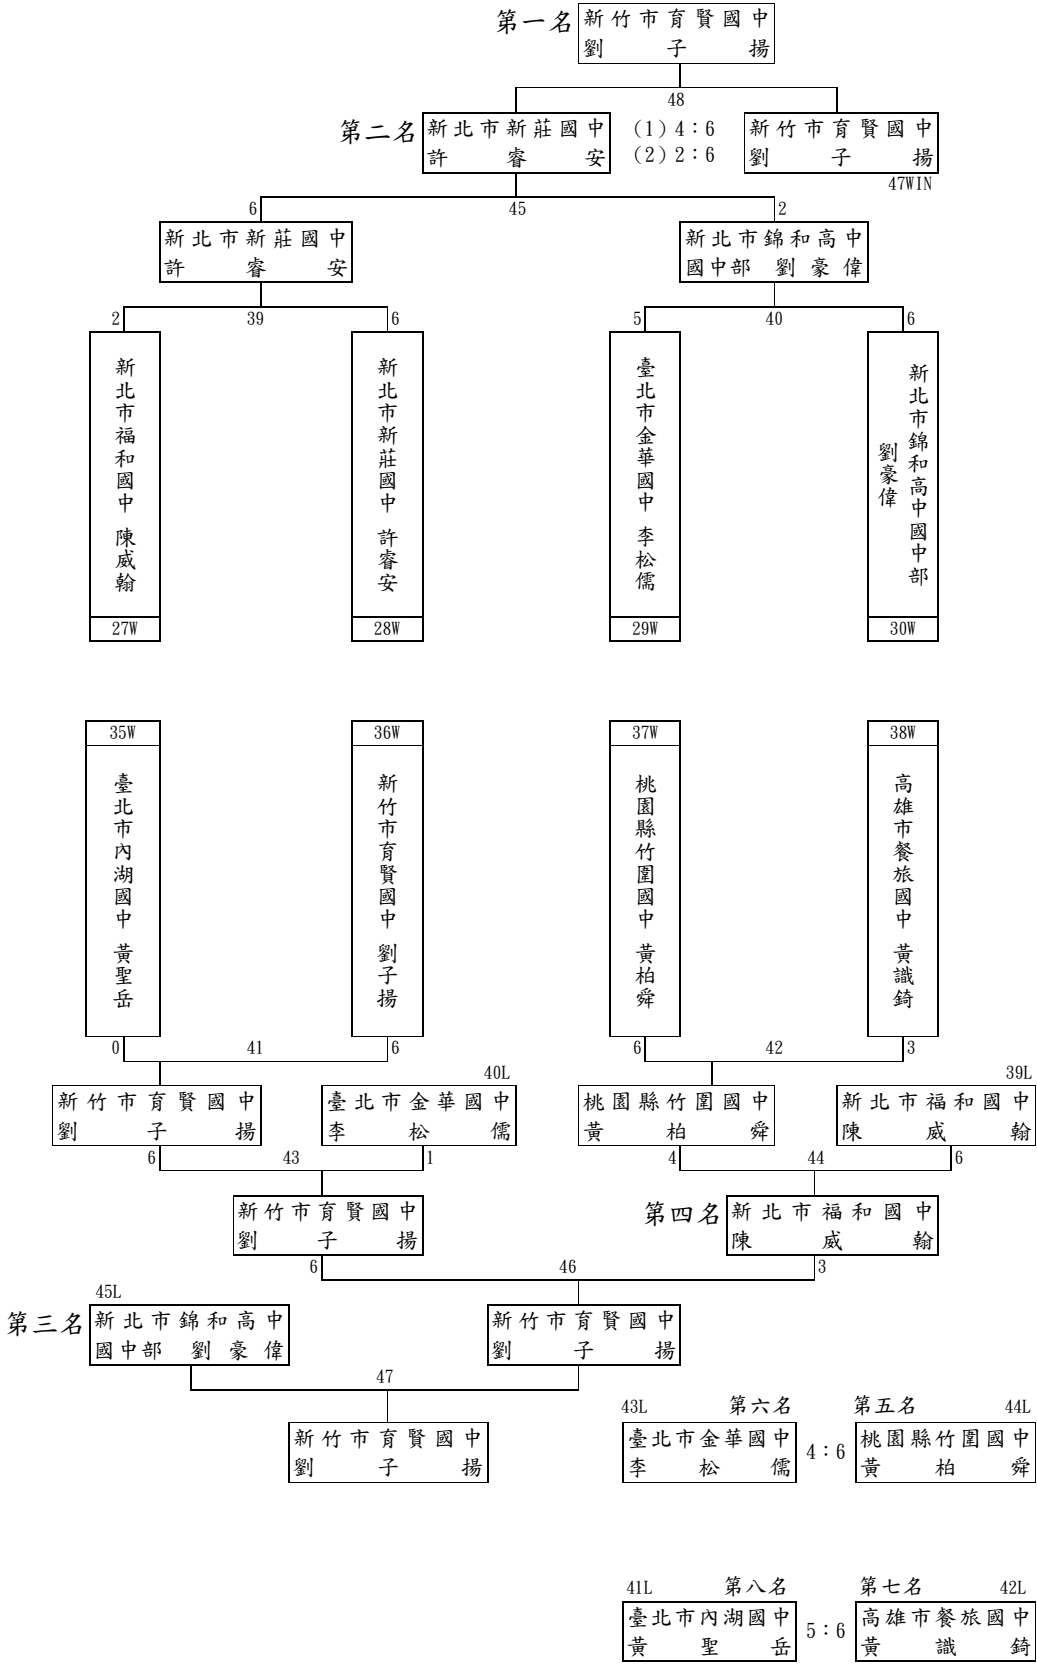 第一名
新竹市育賢國中
劉子揚
48
第二名
新北市新莊國中
許睿安
(1) 4：6
(2) 2：6
新竹市育賢國中
劉子揚
47WIN
6
45
2
新北市新莊國中
許睿安
新北市錦和高中
國中部 劉豪偉
2
39
6
5
40
6
新北市福和國中 陳威翰
新北市新莊國中 許睿安
臺北市金華國中 李松儒
新北市錦和高中國中部
劉豪偉
27W
28W
29W
30W
35W
36W
37W
38W
臺北市內湖國中 黃聖岳
新竹市育賢國中 劉子揚
桃園縣竹圍國中 黃柏舜
高雄市餐旅國中 黃識錡
0
41
6
6
42
3
40L
39L
新竹市育賢國中
劉子揚
臺北市金華國中
李松儒
桃園縣竹圍國中
黃柏舜
新北市福和國中
陳威翰
6
43
1
4
44
6
新竹市育賢國中
劉子揚
第四名
新北市福和國中
陳威翰
6
46
3
45L
第三名
新北市錦和高中
國中部 劉豪偉
新竹市育賢國中
劉子揚
47
新竹市育賢國中
劉子揚
43L
第六名
第五名
44L
臺北市金華國中
李松儒
4：6
桃園縣竹圍國中
黃柏舜
41L
第八名
第七名
42L
臺北市內湖國中
黃聖岳
5：6
高雄市餐旅國中
黃識錡